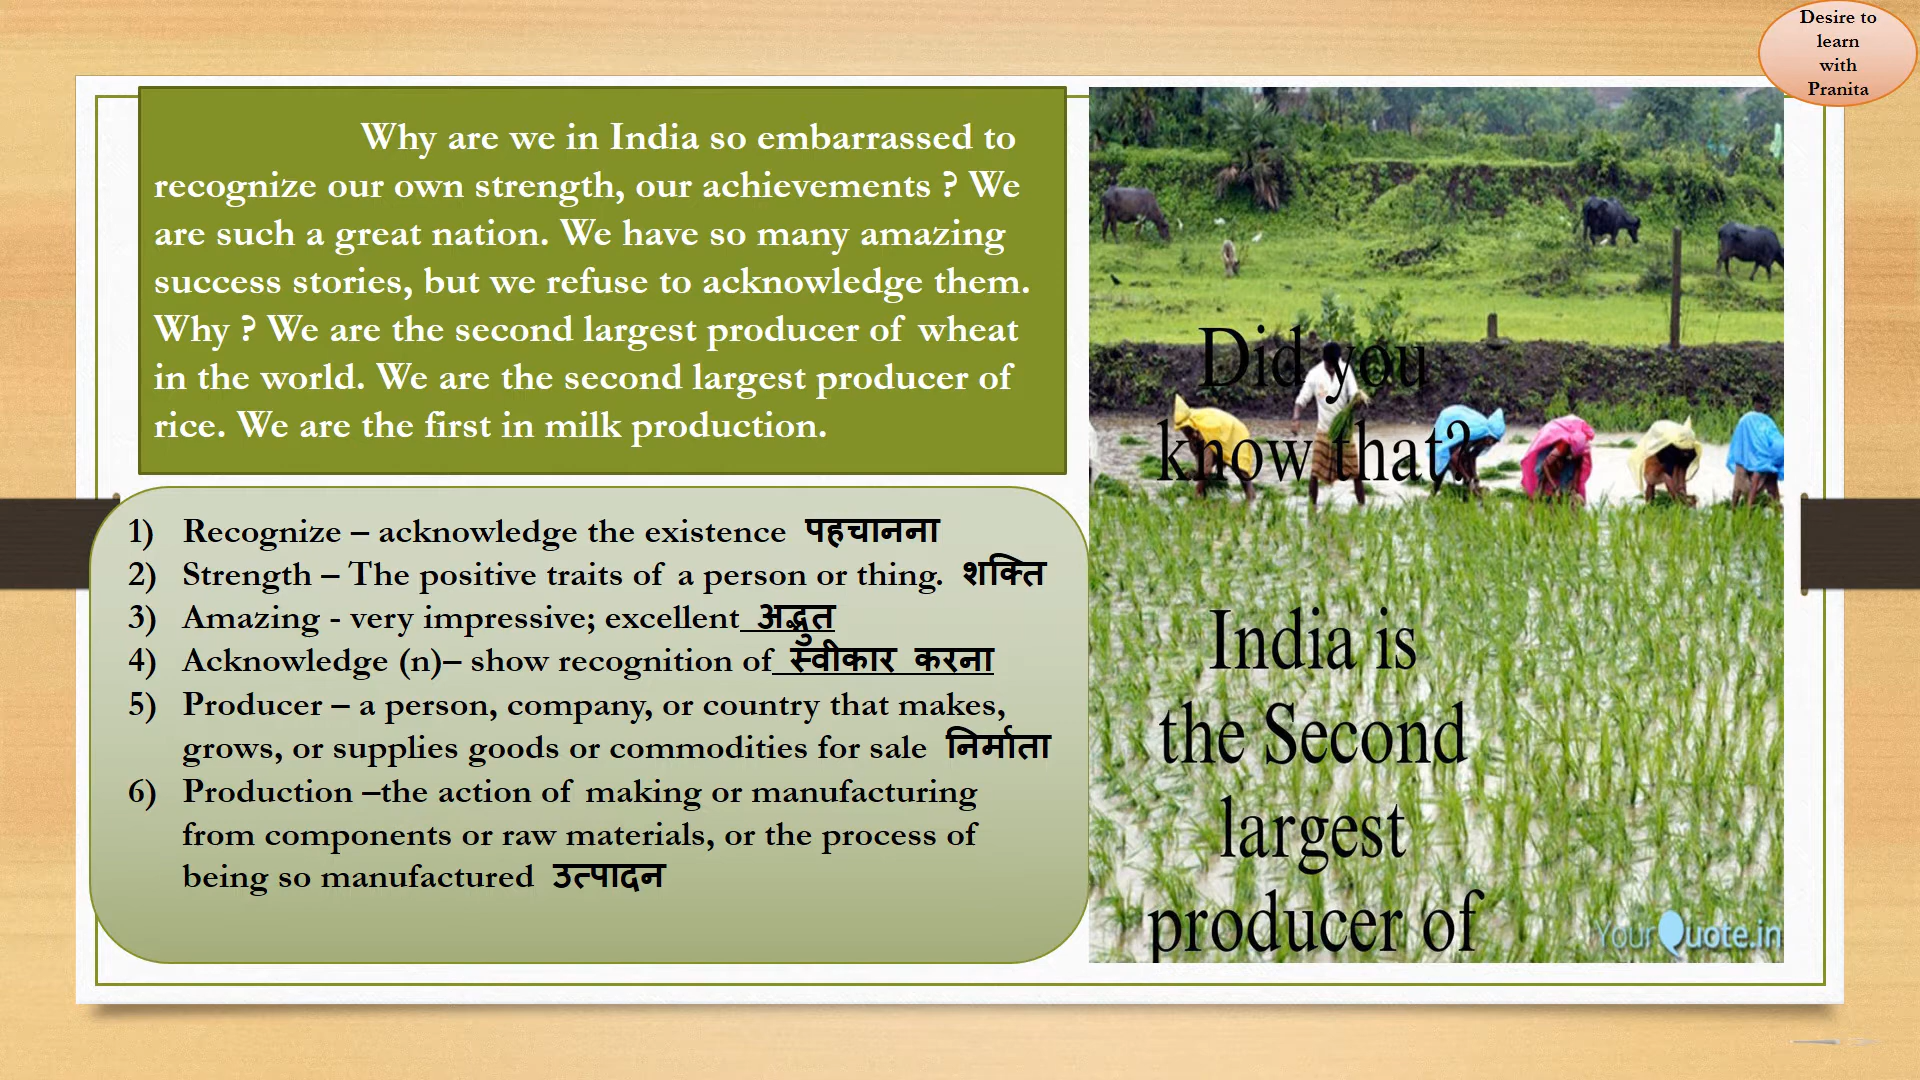 Desire to
learn
with
Pranita
Why are we in India so embarrassed to
recognize our own strength, our achievements ? We
are such a great nation. We have so many amazing
success stories, but we refuse to acknowledge them.
Why ? We are the second largest producer of wheat
in the world. We are the second largest producer of
rice. We are the first in milk production.
1) Recognize – acknowledge the existence पहचानना
2) Strength – The positive traits of a person or thing. शक्ति
3) Amazing - very impressive; excellent अद्भुत
4) Acknowledge (n)– show recognition of स्वीकार करना
5) Producer – a person, company, or country that makes,
grows, or supplies goods or commodities for sale निर्माता
6) Production –the action of making or manufacturing
from components or raw materials, or the process of
being so manufactured उत्पादन
Did you
know that?
India is
the Second
largest
producer of
YourQuote.in